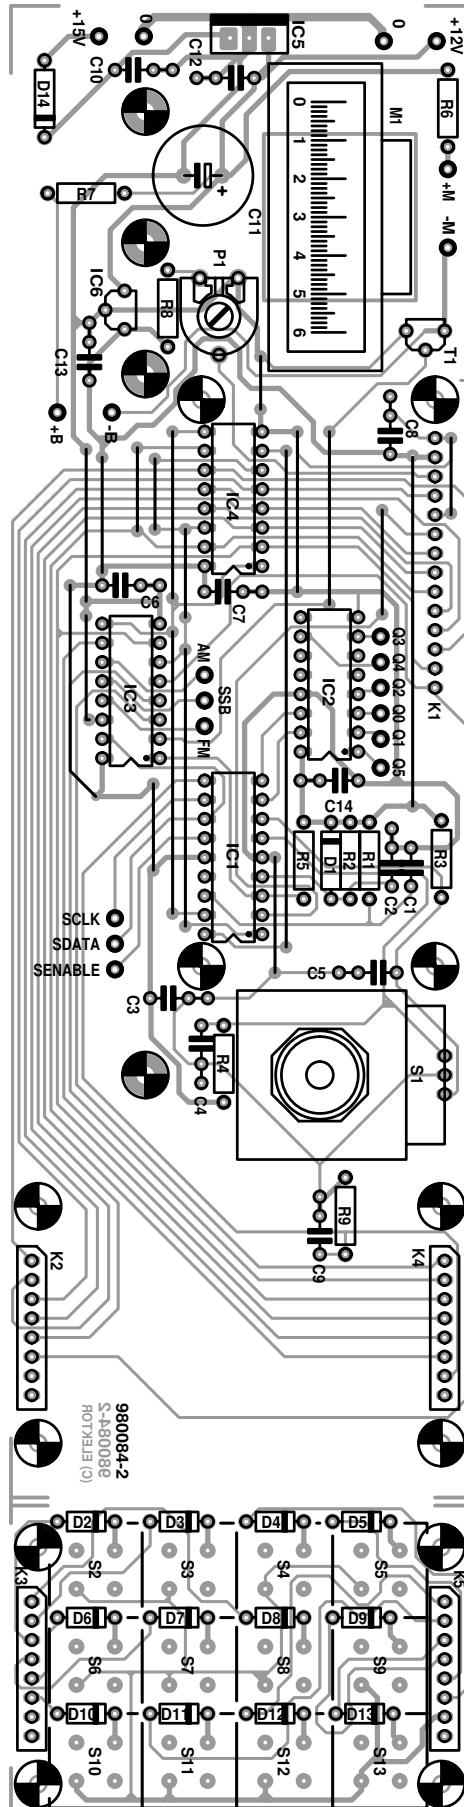 +15V
0
IC5
0
+12V
D14
C10
C12
R6
M1
0
1
2
3
4
5
6
+M
-M
R7
+
C11
P1
IC6
R8
T1
C13
+B
-B
C8
IC4
K1
C6
C7
Q3
Q4
Q2
Q0
Q1
Q5
AM
SSB
FM
IC3
IC2
C14
IC1
R5
D1
R2
R1
C2
C1
R3
SCLK
SDATA
SENABLE
C5
C3
R4
C4
S1
R9
C9
K2
K4
980084-2
980084-2
(C) ELEKTOR
D2
D3
D4
D5
S2
S3
S4
S5
K3
K5
D6
D7
D8
D9
S6
S7
S8
S9
D10
D11
D12
D13
S10
S11
S12
S13